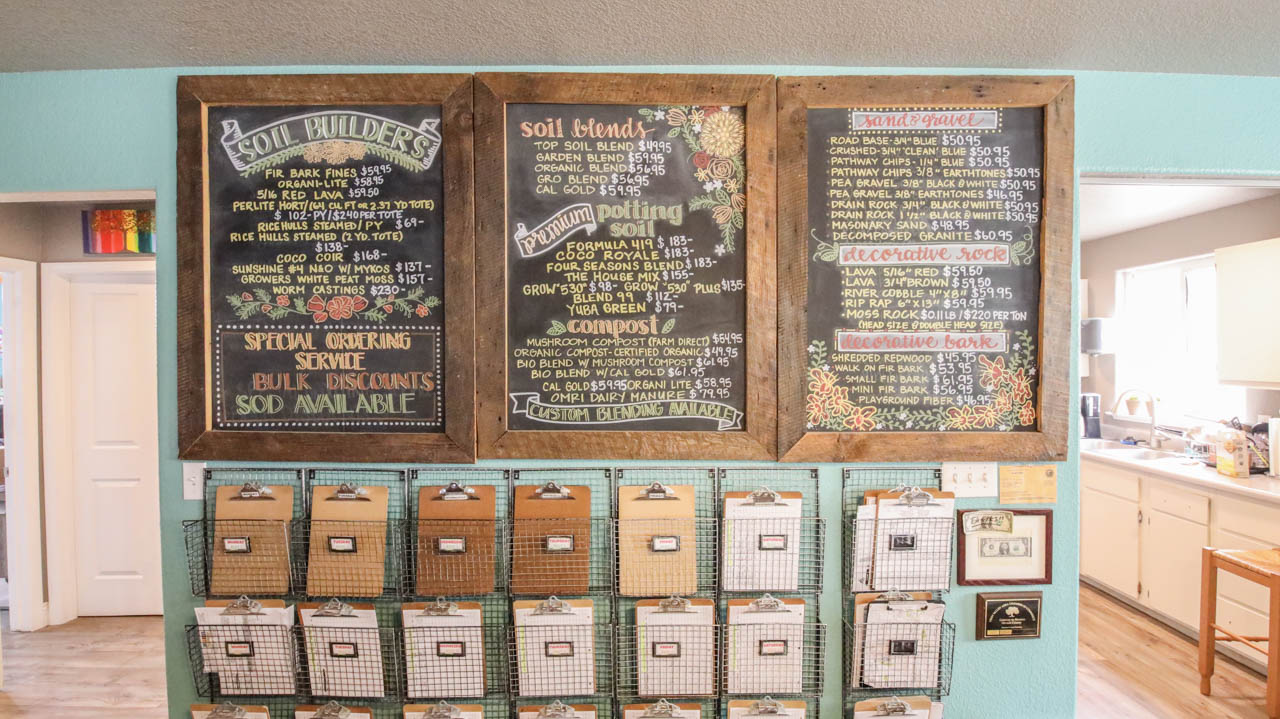 SOIL BUILDERS
FIR BARK FINES $59.95
ORGANI-LITE $58.95
5/16 RED LAVA $59.50
PERLITE HORT/(64 CU. FT OR 2.37 YD TOTE)
$102-PY/$240 PER TOTE
RICE HULLS STEAMED/PY $69-
RICE HULLS STEAMED (2 YD. TOTE)
$138-
COCO COIR $168-
SUNSHINE #4 N&O W/ MYKOS $137-
GROWERS WHITE PEAT MOSS $157-
WORM CASTINGS $230-
SPECIAL ORDERING
SERVICE
BULK DISCOUNTS
SOD AVAILABLE
soil blends
TOP SOIL BLEND $49.95
GARDEN BLEND $59.95
ORGANIC BLEND $56.95
GRO BLEND $56.95
CAL GOLD $59.95
premium potting
soil
FORMULA 419 $183-
COCO ROYALE $183-
FOUR SEASONS BLEND $183-
THE HOUSE MIX $155-
GROW "530" $98- GROW "530" PLUS $135-
BLEND 99 $112-
YUBA GREEN $79-
compost
MUSHROOM COMPOST (FARM DIRECT) $54.95
ORGANIC COMPOST-CERTIFIED ORGANIC $49.95
BIO BLEND W/ MUSHROOM COMPOST $61.95
BIO BLEND W/ CAL GOLD $61.95
CAL GOLD $59.95 ORGANI LITE $58.95
OMRI DAIRY MANURE $79.95
CUSTOM BLENDING AVAILABLE
sand & gravel
•ROAD BASE-3/4" BLUE $50.95
•CRUSHED-3/4" 'CLEAN' BLUE $50.95
•PATHWAY CHIPS- 1/4" BLUE $50.95
•PATHWAY CHIPS 3/8" EARTHTONES $50.95
•PEA GRAVEL 3/8" BLACK & WHITE $50.95
•PEA GRAVEL 3/8" EARTHTONES $46.95
•DRAIN ROCK 3/4" BLACK & WHITE $50.95
•DRAIN ROCK 1 1/2" BLACK & WHITE $50.95
•MASONARY SAND $48.95
•DECOMPOSED GRANITE $60.95
decorative rock
•LAVA 5/16" RED $59.50
•LAVA 3/4" BROWN $59.50
•RIVER COBBLE 4"X8" $59.95
•RIP RAP 6"X13" $59.95
•MOSS ROCK $0.11 LB/$220 PER TON
(HEAD SIZE & DOUBLE HEAD SIZE)
decorative bark
SHREDDED REDWOOD $45.95
WALK ON FIR BARK $53.95
SMALL FIR BARK $61.95
MINI FIR BARK $56.95
•PLAYGROUND FIBER $46.95
MONDAY
TUESDAY
THURSDAY
FRIDAY